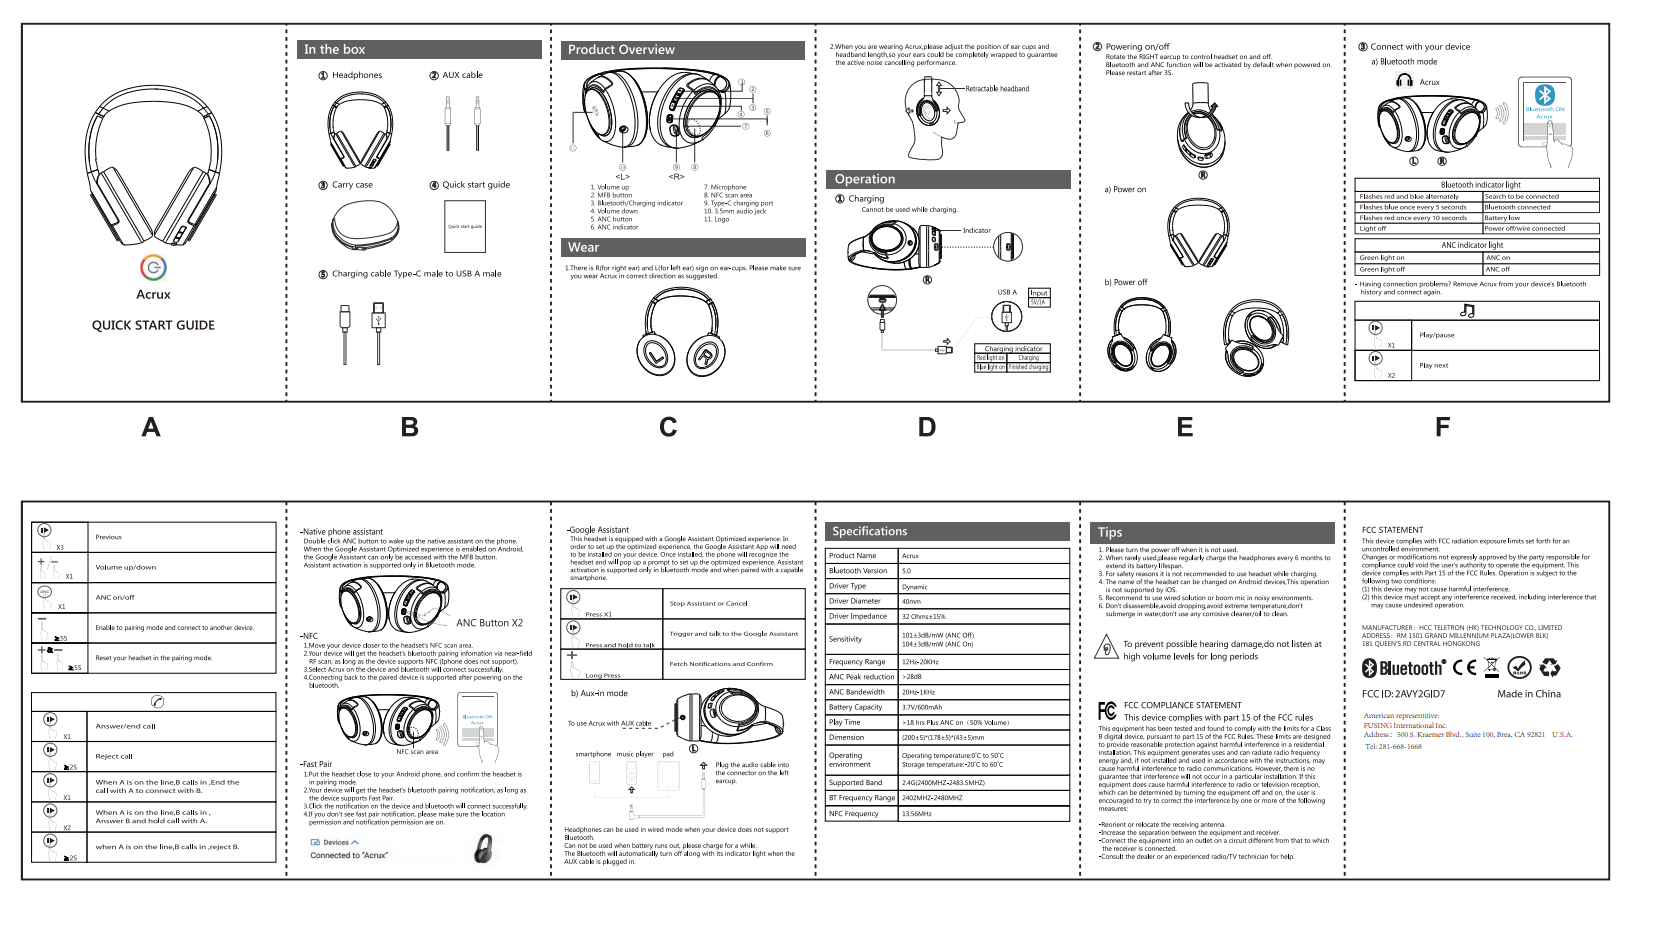 Acrux
QUICK START GUIDE
In the box
① Headphones
② AUX cable
③ Carry case
④ Quick start guide
Quick start guide
⑤ Charging cable Type-C male to USB A male
Product Overview
①
②
③
④
⑤
⑥
⑦
⑪
⑩
⑨
⑧
<L>
<R>
1. Volume up
2. MFB button
3. Bluetooth/Charging indicator
4. Volume down
5. ANC button
6. ANC indicator
7. Microphone
8. NFC scan area
9. Type-C charging port
10. 3.5mm audio jack
11. Logo
Wear
1.There is R(for right ear) and L(for left ear) sign on ear-cups. Please make sure
you wear Acrux in correct direction as suggested.
L
R
2.When you are wearing Acrux,please adjust the position of ear cups and
headband length,so your ears could be completely wrapped to guarantee
the active noise cancelling performance.
Retractable headband
Operation
① Charging
Cannot be used while charging.
Indicator
R
USB A
Input
5V/1A
Charging indicator
Red light on
Charging
Blue light on
Finished charging
② Powering on/off
Rotate the RIGHT earcup to control headset on and off.
Bluetooth and ANC function will be activated by default when powered on.
Please restart after 3S.
R
a) Power on
b) Power off
③ Connect with your device
a) Bluetooth mode
Acrux
Bluetooth ON
Acrux
L
R
Bluetooth indicator light
Flashes red and blue alternately
Search to be connected
Flashes blue once every 5 seconds
Bluetooth connected
Flashes red once every 10 seconds
Battery low
Light off
Power off/wire connected
ANC indicator light
Green light on
ANC on
Green light off
ANC off
- Having connection problems? Remove Acrux from your device's Bluetooth
history and connect again.
X1
Play/pause
X2
Play next
A
B
C
D
E
F
X3
Previous
X1
Volume up/down
ANC
X1
ANC on/off
≥5S
Enable to pairing mode and connect to another device.
&
≥5S
Reset your headset in the pairing mode.
X1
Answer/end call
≥2S
Reject call
X1
When A is on the line,B calls in ,End the
call with A to connect with B.
X2
When A is on the line,B calls in ,
Answer B and hold call with A.
≥2S
when A is on the line,B calls in ,reject B.
-Native phone assistant
Double click ANC button to wake up the native assistant on the phone.
When the Google Assistant Optimized experience is enabled on Android,
the Google Assistant can only be accessed with the MFB button.
Assistant activation is supported only in Bluetooth mode.
ANC Button X2
-NFC
1.Move your device closer to the headset's NFC scan area.
2.Your device will get the headset's bluetooth pairing infomation via near-field
RF scan, as long as the device supports NFC (Iphone does not support).
3.Select Acrux on the device and bluetooth will connect successfully.
4.Connecting back to the paired device is supported after powering on the
bluetooth.
Bluetooth ON
Acrux
NFC scan area
-Fast Pair
1.Put the headset close to your Android phone, and confirm the headset is
in pairing mode.
2.Your device will get the headset's bluetooth pairing notification, as long as
the device supports Fast Pair.
3.Click the notification on the device and bluetooth will connect successfully.
4.If you don't see fast pair notification, please make sure the location
permission and notification permission are on.
Devices
Connected to "Acrux"
-Google Assistant
This headset is equipped with a Google Assistant Optimized experience. In
order to set up the optimized experience, the Google Assistant App will need
to be installed on your device. Once installed, the phone will recognize the
headset and will pop up a prompt to set up the optimized experience. Assistant
activation is supported only in bluetooth mode and when paired with a capable
smartphone.
Press X1
Stop Assistant or Cancel
Press and hold to talk
Trigger and talk to the Google Assistant
Long Press
Fetch Notifications and Confirm
b) Aux-in mode
To use Acrux with AUX cable
L
smartphone
music player
pad
Plug the audio cable into
the connector on the left
earcup.
Headphones can be used in wired mode when your device does not support
Bluetooth.
Can not be used when battery runs out, please charge for a while.
The Bluetooth will automatically turn off along with its indicator light when the
AUX cable is plugged in.
Specifications
Product Name
Acrux
Bluetooth Version
5.0
Driver Type
Dynamic
Driver Diameter
40mm
Driver Impedance
32 Ohms±15%
Sensitivity
101±3dB/mW (ANC Off)
104±3dB/mW (ANC On)
Frequency Range
12Hz-20KHz
ANC Peak reduction
>28dB
ANC Bandwidth
20Hz-1KHz
Battery Capacity
3.7V/600mAh
Play Time
>18 hrs Plus ANC on (50% Volume)
Dimension
(200±5)*(178±5)*(43±5)mm
Operating
environment
Operating temperature:0˚C to 50˚C
Storage temperature:-20˚C to 60˚C
Supported Band
2.4G(2400MHZ-2483.5MHZ)
BT Frequency Range
2402MHZ-2480MHZ
NFC Frequency
13.56MHz
Tips
1. Please turn the power off when it is not used.
2. When rarely used,please regularly charge the headphones every 6 months to
extend its battery lifespan.
3. For safety reasons it is not recommended to use headset while charging.
4. The name of the headset can be changed on Android devices,This operation
is not supported by iOS.
5. Recommend to use wired solution or boom mic in noisy environments.
6. Don't disassemble,avoid dropping,avoid extreme temperature,don't
submerge in water,don't use any corrosive cleaner/oil to clean.
To prevent possible hearing damage,do not listen at
high volume levels for long periods
FC
FCC COMPLIANCE STATEMENT
This device complies with part 15 of the FCC rules
This equipment has been tested and found to comply with the limits for a Class
B digital device, pursuant to part 15 of the FCC Rules. These limits are designed
to provide reasonable protection against harmful interference in a residential
installation. This equipment generates uses and can radiate radio frequency
energy and, if not installed and used in accordance with the instructions, may
cause harmful interference to radio communications. However, there is no
guarantee that interference will not occur in a particular installation. If this
equipment does cause harmful interference to radio or television reception,
which can be determined by turning the equipment off and on, the user is
encouraged to try to correct the interference by one or more of the following
measures:
-Reorient or relocate the receiving antenna.
-Increase the separation between the equipment and receiver.
-Connect the equipment into an outlet on a circuit different from that to which
the receiver is connected.
-Consult the dealer or an experienced radio/TV technician for help.
FCC STATEMENT
This device complies with FCC radiation exposure limits set forth for an
uncontrolled environment.
Changes or modifications not expressly approved by the party responsible for
compliance could void the user's authority to operate the equipment. This
device complies with Part 15 of the FCC Rules. Operation is subject to the
following two conditions:
(1) this device may not cause harmful interference,
(2) this device must accept any interference received, including interference that
may cause undesired operation.
MANUFACTURER: HCC TELETRON (HK) TECHNOLOGY CO., LIMITED
ADDRESS: RM 1501 GRAND MILLENNIUM PLAZA(LOWER BLK)
181 QUEEN'S RD CENTRAL HONGKONG
Bluetooth®
CE
RoHS
FCC ID: 2AVY2GID7
Made in China
American representitive:
FUSING International Inc.
Address: 500 S. Kraemer Blvd., Suite 100, Brea, CA 92821 U.S.A.
Tel: 281-668-1668